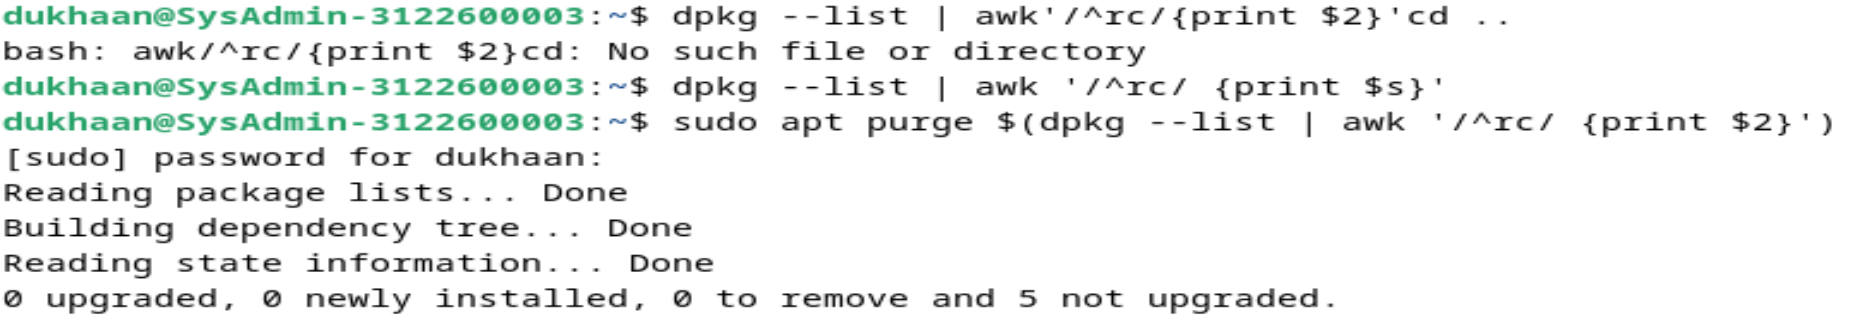 dukhaan@SysAdmin-3122600003:~$ dpkg --list | awk'/^rc/{print $2}'cd ..
bash: awk/^rc/{print $2}cd: No such file or directory
dukhaan@SysAdmin-3122600003:~$ dpkg --list | awk '/^rc/ {print $s}'
dukhaan@SysAdmin-3122600003:~$ sudo apt purge $(dpkg --list | awk '/^rc/ {print $2}')
[sudo] password for dukhaan:
Reading package lists... Done
Building dependency tree... Done
Reading state information... Done
0 upgraded, 0 newly installed, 0 to remove and 5 not upgraded.